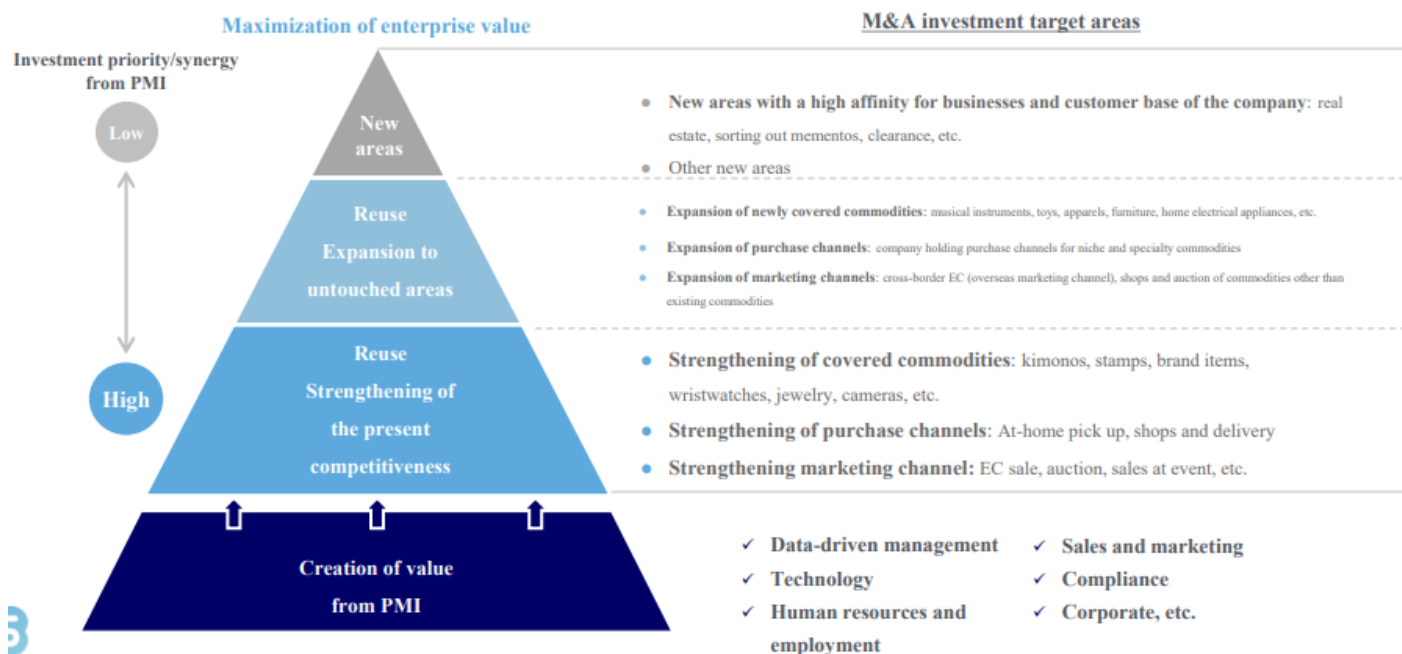 Maximization of enterprise value
M&A investment target areas
Investment priority/synergy
from PMI
Low
High
New
areas
● New areas with a high affinity for businesses and customer base of the company: real
estate, sorting out mementos, clearance, etc.
● Other new areas
Reuse
Expansion to
untouched areas
● Expansion of newly covered commodities: musical instruments, toys, apparels, furniture, home electrical appliances, etc.
● Expansion of purchase channels: company holding purchase channels for niche and specialty commodities
● Expansion of marketing channels: cross-border EC (overseas marketing channel), shops and auction of commodities other than
existing commodities
Reuse
Strengthening of
the present
competitiveness
● Strengthening of covered commodities: kimonos, stamps, brand items,
wristwatches, jewelry, cameras, etc.
● Strengthening of purchase channels: At-home pick up, shops and delivery
● Strengthening marketing channel: EC sale, auction, sales at event, etc.
Creation of value
from PMI
✓ Data-driven management
✓ Technology
✓ Human resources and
employment
✓ Sales and marketing
✓ Compliance
✓ Corporate, etc.